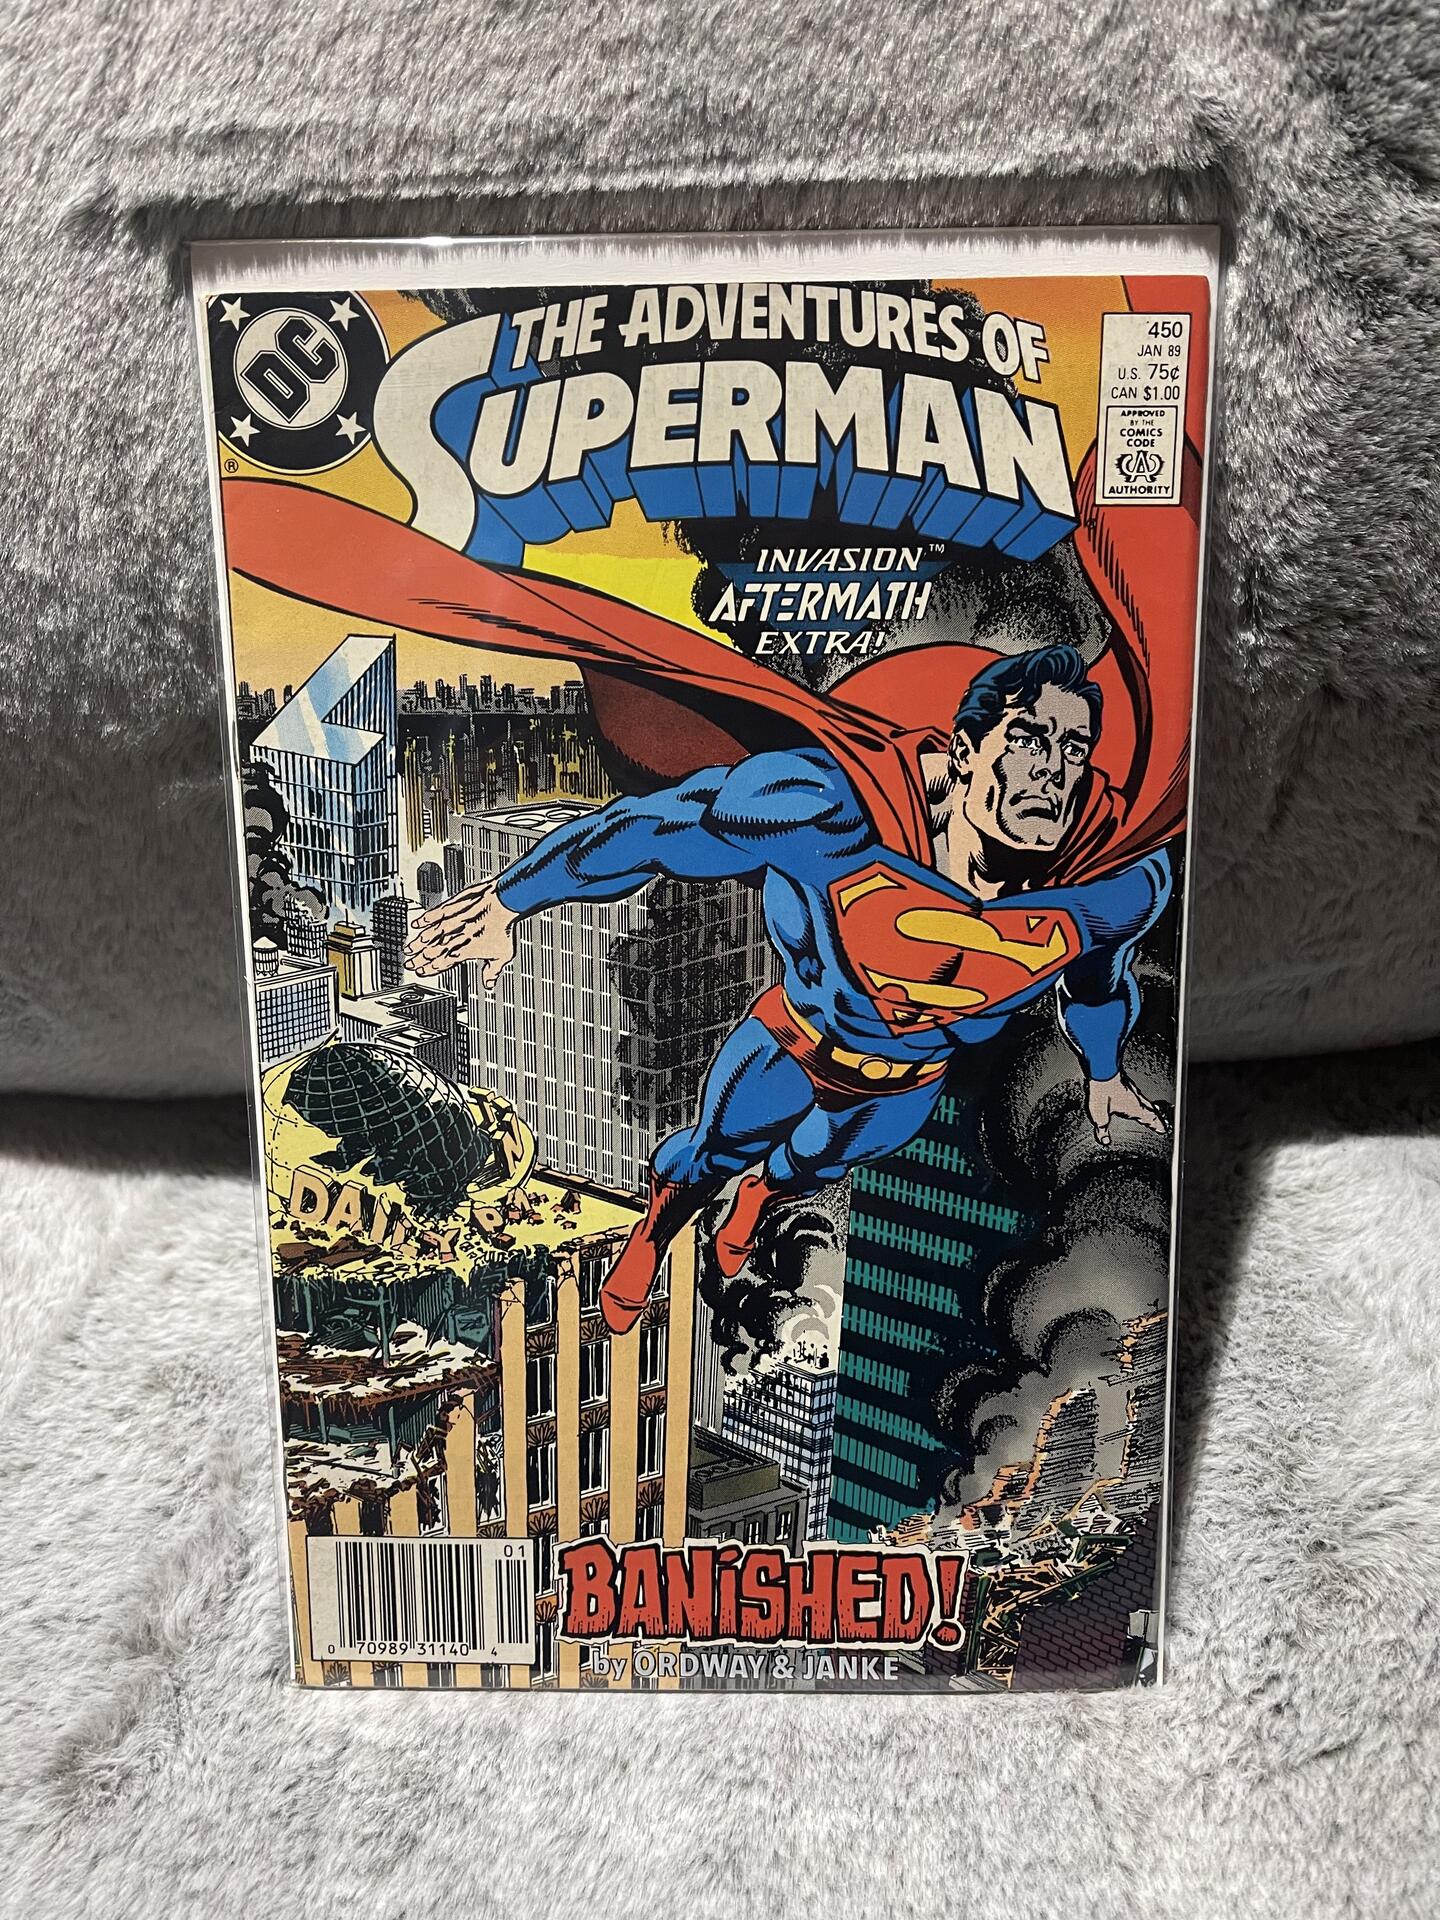 DC
®
THE ADVENTURES OF
SUPERMAN
450
JAN 89
U.S. 75¢
CAN $1.00
APPROVED
BY THE
COMICS
CODE
CA
AUTHORITY
INVASION™
AFTERMATH
EXTRA!
S
DAILY
01
0 70989 31140 4
BANiSHED!
by ORDWAY & JANKE